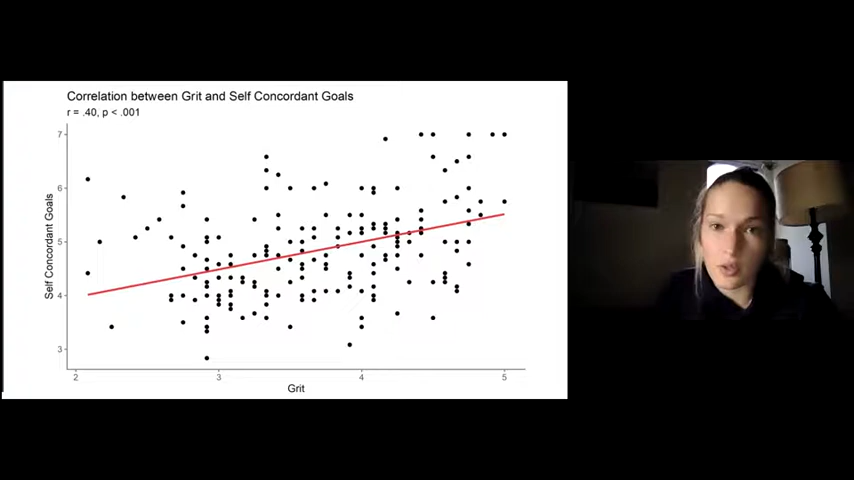 Correlation between Grit and Self Concordant Goals
r = .40, p < .001
7
6
5
4
3
Self Concordant Goals
2
3
4
5
Grit